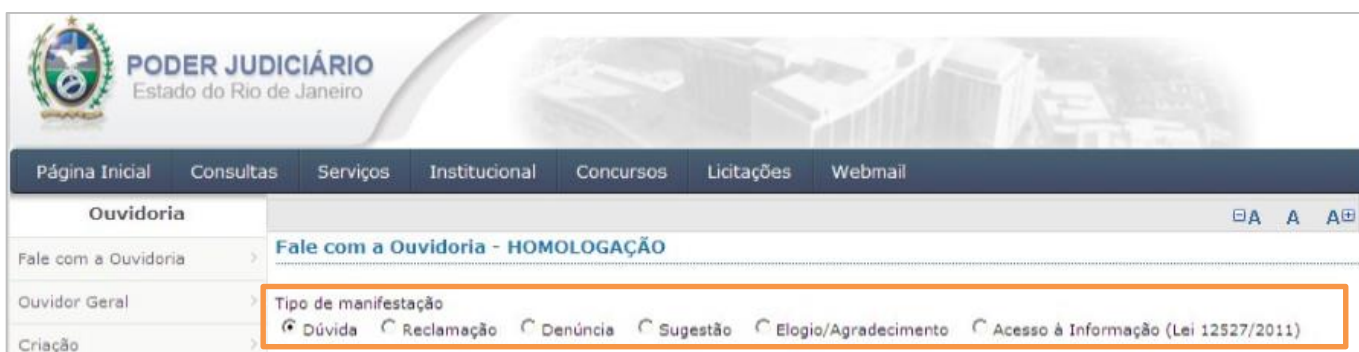 PODER JUDICIÁRIO
Estado do Rio de Janeiro
Página Inicial Consultas Serviços Institucional Concursos Licitações Webmail
Ouvidoria
A A A
Fale com a Ouvidoria - HOMOLOGAÇÃO
Fale com a Ouvidoria
Ouvidor Geral
Tipo de manifestação
Dúvida Reclamação Denúncia Sugestão Elogio/Agradecimento Acesso à Informação (Lei 12527/2011)
Criação